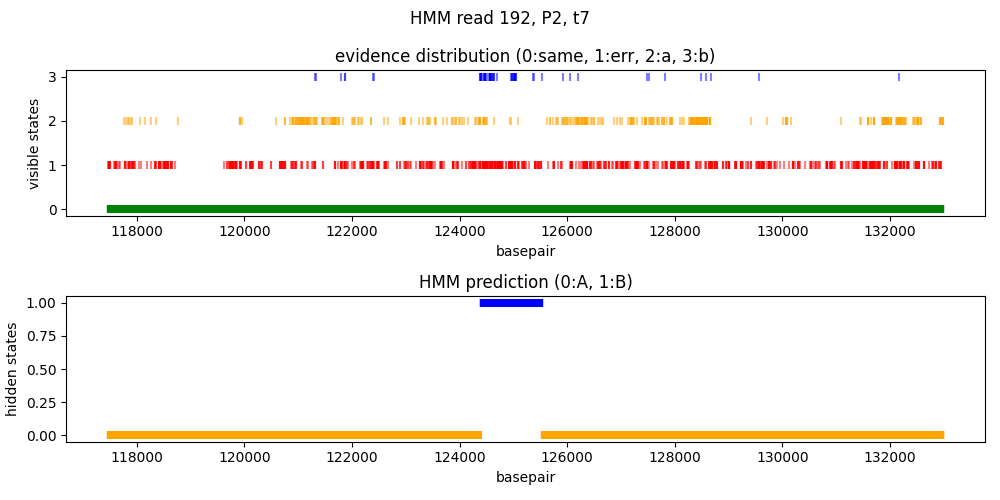 HMM read 192, P2, t7
evidence distribution (0:same, 1:err, 2:a, 3:b)
3
2
1
0
visible states
118000 120000 122000 124000 126000 128000 130000 132000
basepair
HMM prediction (0:A, 1:B)
1.00
0.75
0.50
0.25
0.00
hidden states
118000 120000 122000 124000 126000 128000 130000 132000
basepair